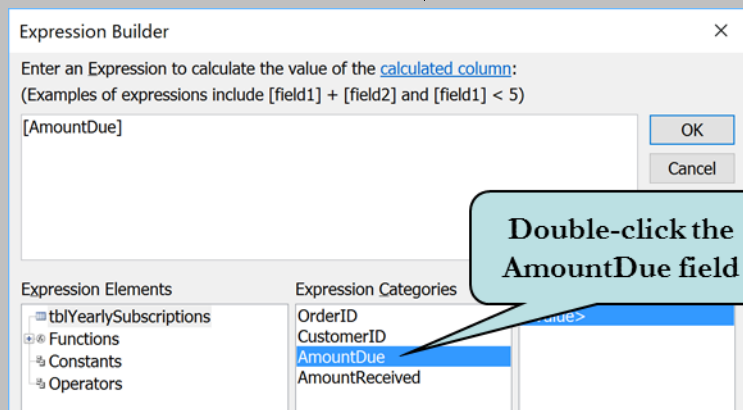 Expression Builder
Enter an Expression to calculate the value of the calculated column:
(Examples of expressions include [field1] + [field2] and [field1] < 5)
[AmountDue]
OK
Cancel
Double-click the
AmountDue field
Expression Elements
Expression Categories
tblYearlySubscriptions
Functions
Constants
Operators
OrderID
CustomerID
AmountDue
AmountReceived